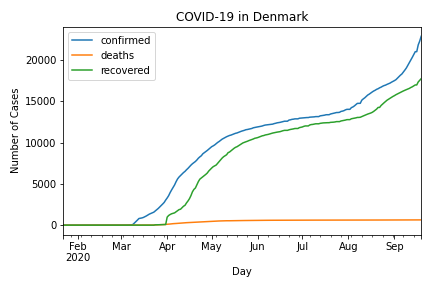 COVID-19 in Denmark
confirmed
deaths
recovered
Number of Cases
20000
15000
10000
5000
0
Feb Mar Apr May Jun Jul Aug Sep
2020
Day